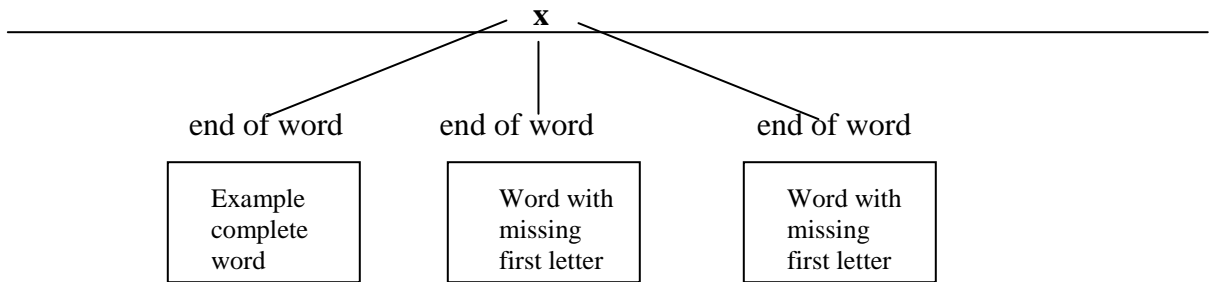 x
end of word end of word end of word
Example Word with Word with
complete missing missing
word first letter first letter